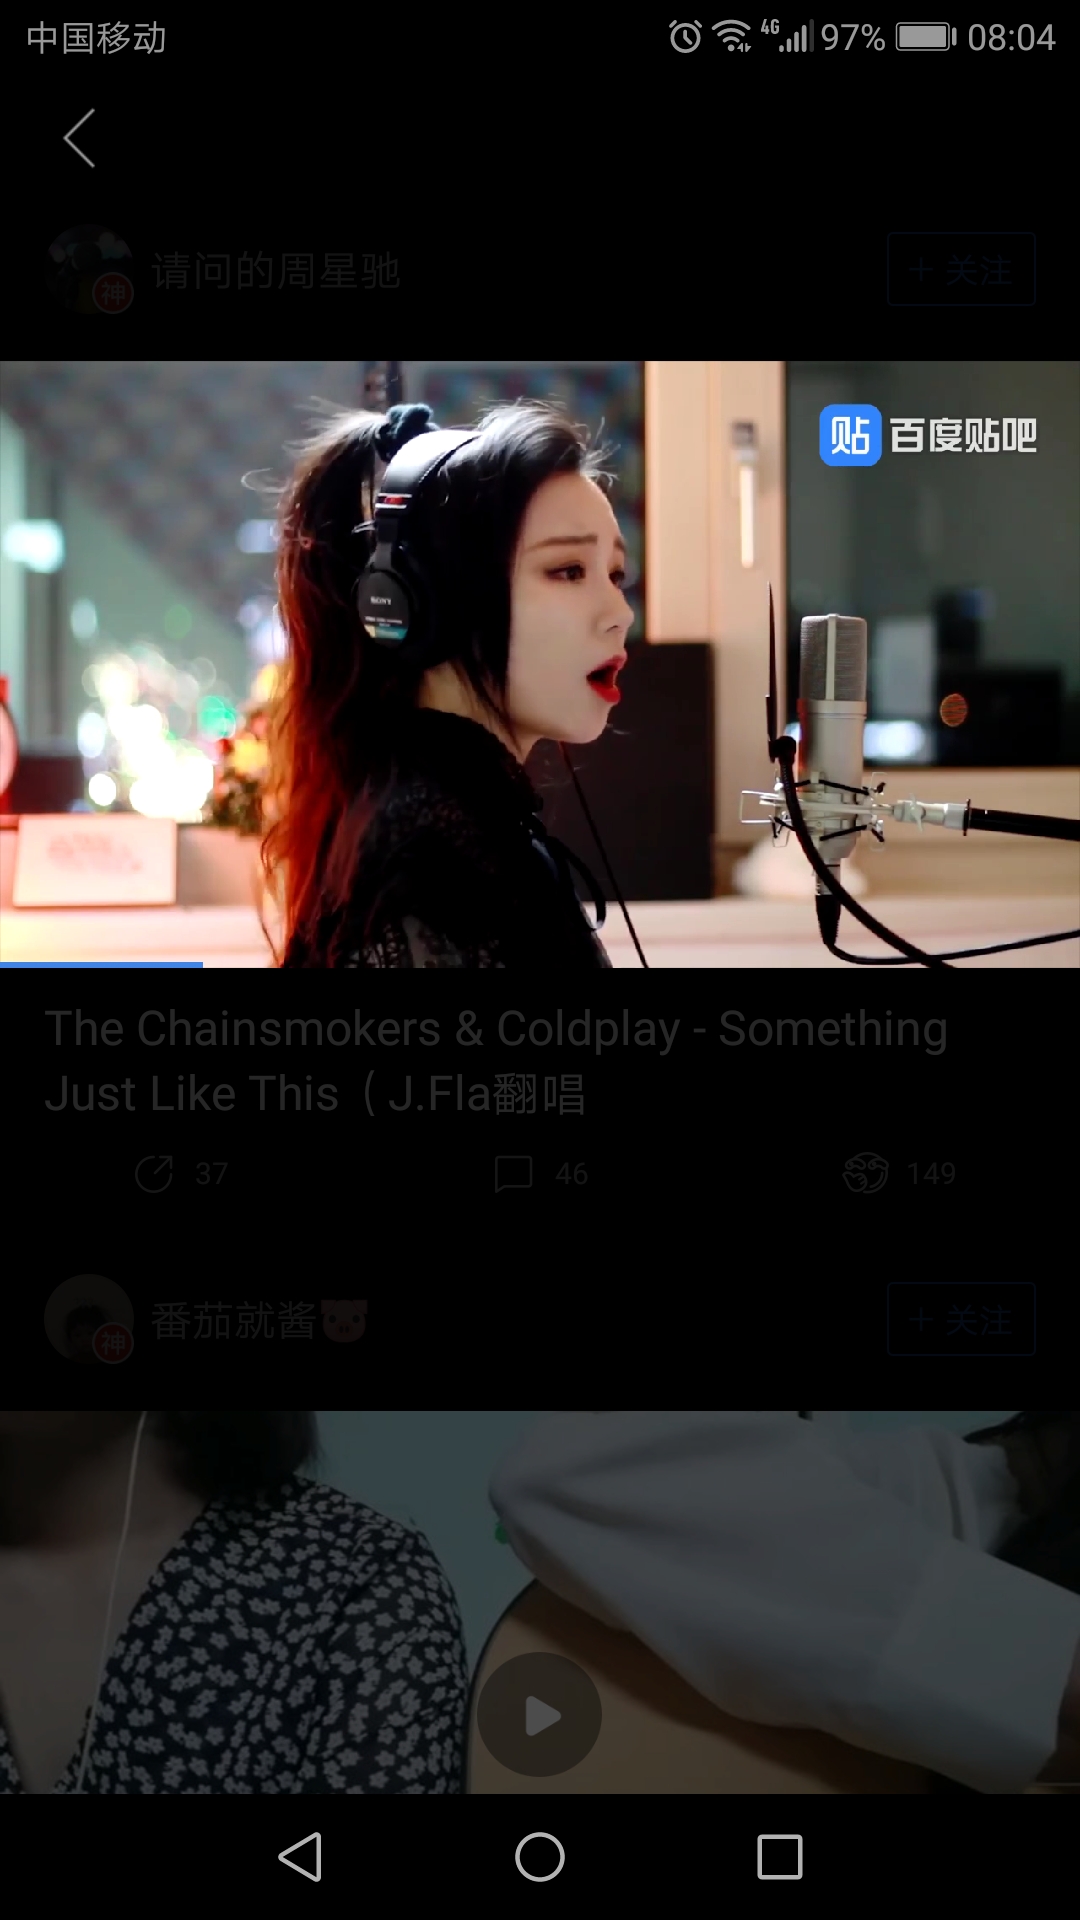 中国移动 4G 97% 08:04
神 请问的周星驰 + 关注
贴 百度贴吧
SONY
The Chainsmokers & Coldplay - Something
Just Like This（J.Fla翻唱
37 46 149
神 番茄就酱🐷 + 关注